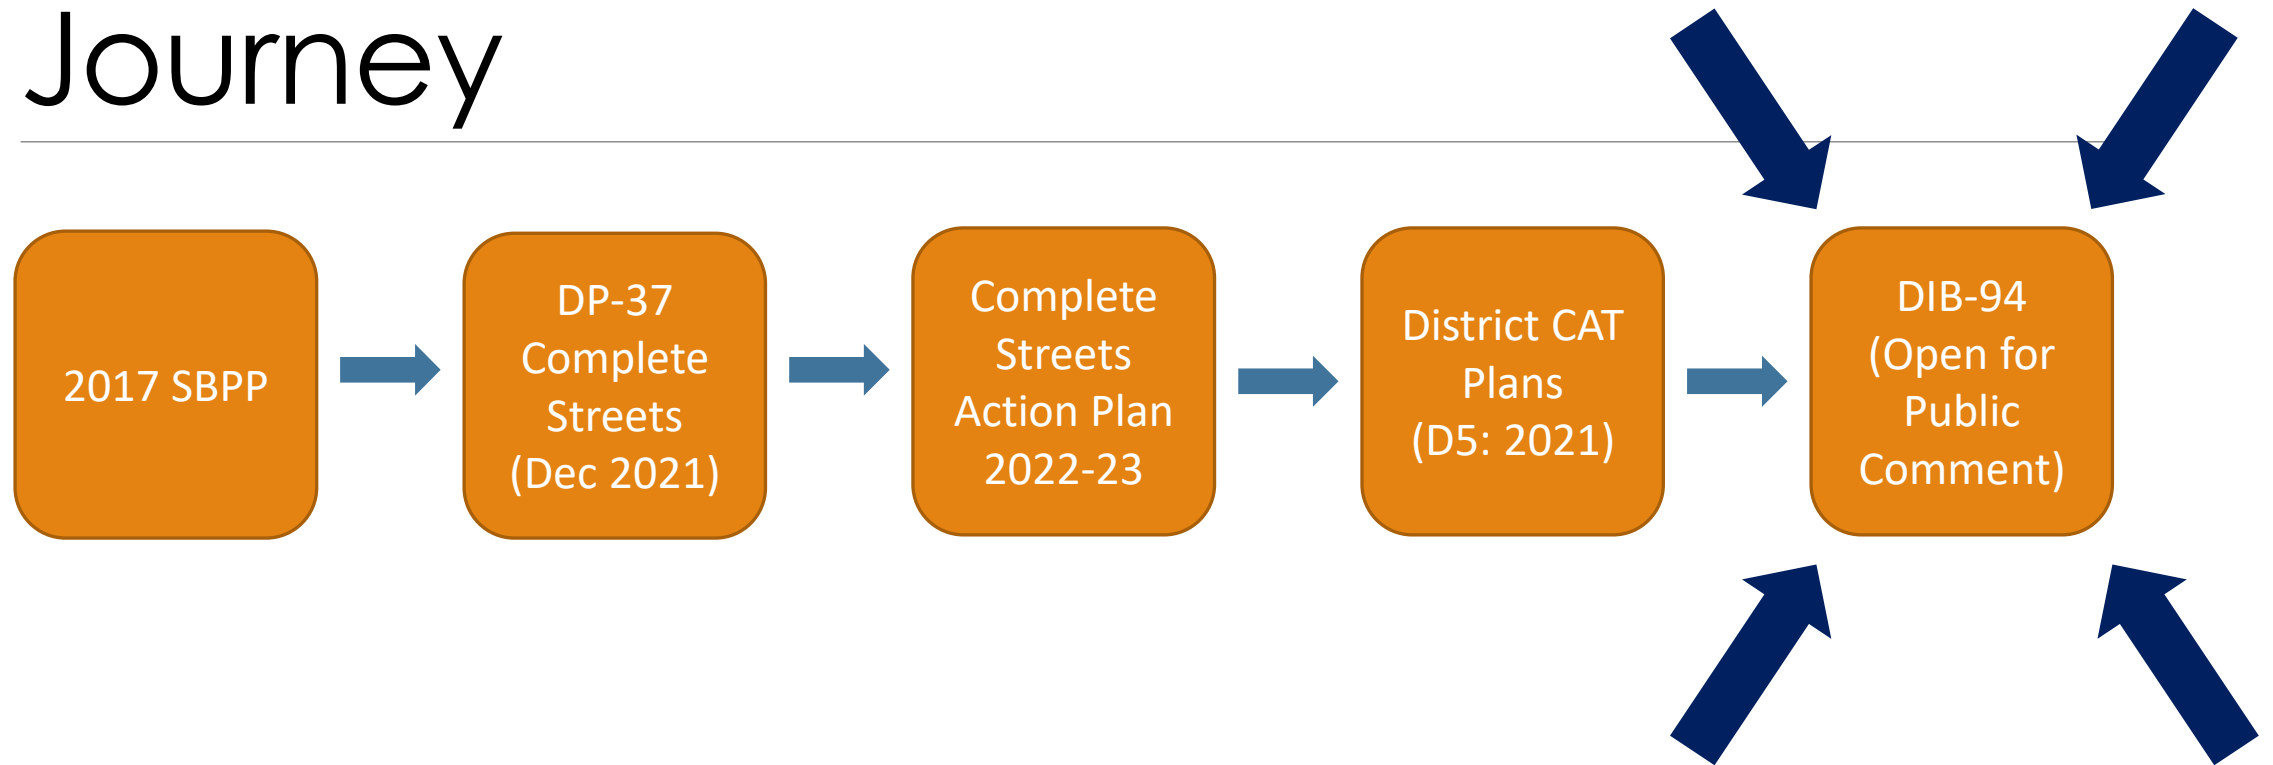 Journey
2017 SBPP
DP-37
Complete
Streets
(Dec 2021)
Complete
Streets
Action Plan
2022-23
District CAT
Plans
(D5: 2021)
DIB-94
(Open for
Public
Comment)